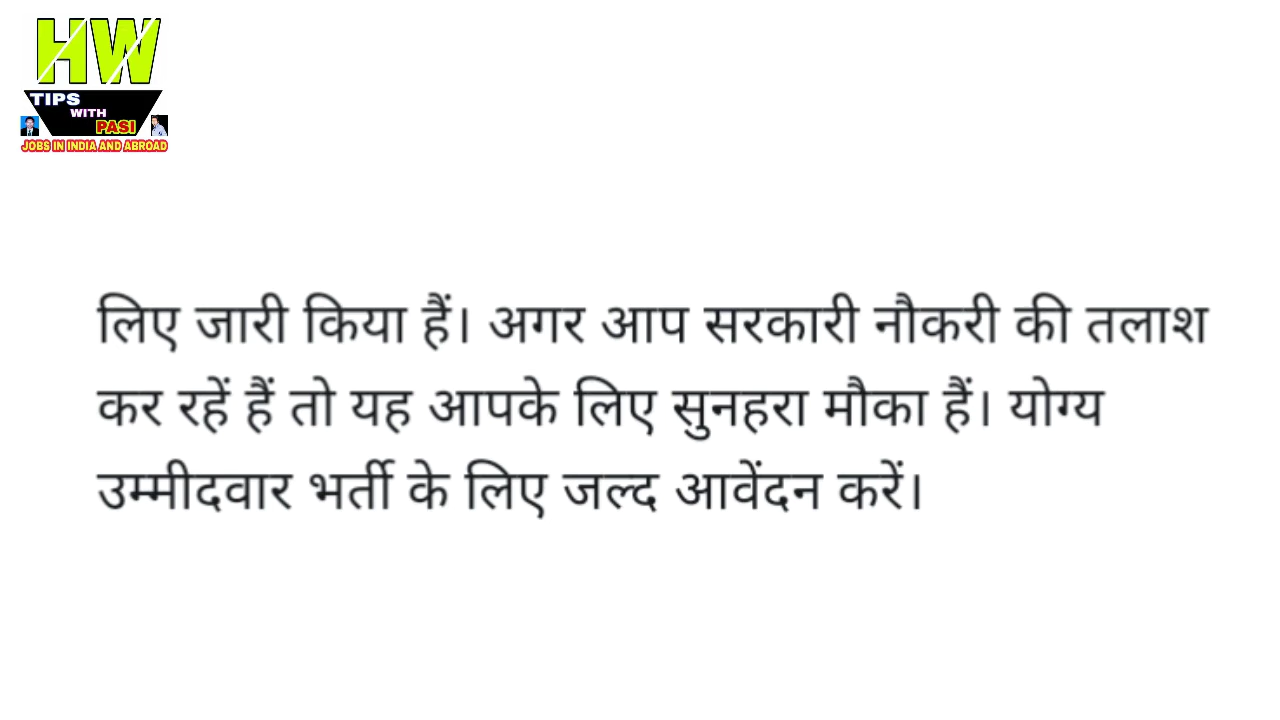 HW
TIPS
WITH
PASI
JOBS IN INDIA AND ABROAD
लिए जारी किया हैं। अगर आप सरकारी नौकरी की तलाश
कर रहें हैं तो यह आपके लिए सुनहरा मौका हैं। योग्य
उम्मीदवार भर्ती के लिए जल्द आवेंदन करें।